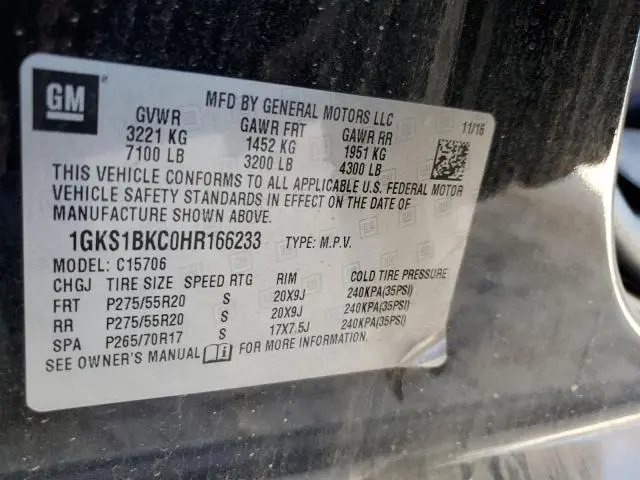 GM
MFD BY GENERAL MOTORS LLC
11/16
GVWR GAWR FRT GAWR RR
3221 KG 1452 KG 1951 KG
7100 LB 3200 LB 4300 LB
THIS VEHICLE CONFORMS TO ALL APPLICABLE U.S. FEDERAL MOTOR
VEHICLE SAFETY STANDARDS IN EFFECT ON THE DATE OF
MANUFACTURE SHOWN ABOVE.
1GKS1BKC0HR166233 TYPE: M.P.V.
MODEL: C15706
CHGJ TIRE SIZE SPEED RTG RIM COLD TIRE PRESSURE
FRT P275/55R20 S 20X9J 240KPA(35PSI)
RR P275/55R20 S 20X9J 240KPA(35PSI)
SPA P265/70R17 S 17X7.5J 240KPA(35PSI)
SEE OWNER'S MANUAL FOR MORE INFORMATION.